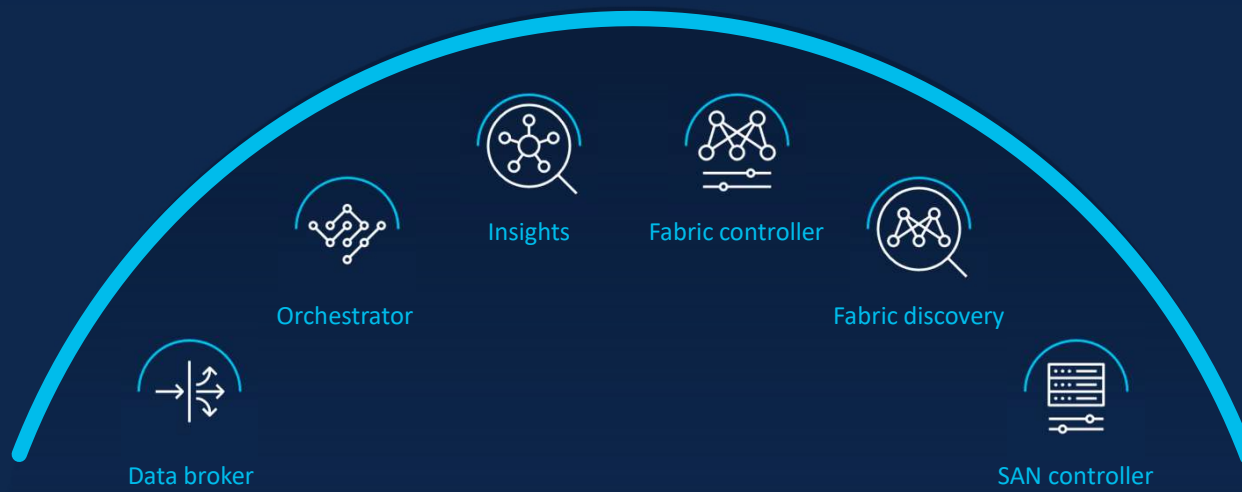 Insights
Fabric controller
Orchestrator
Fabric discovery
Data broker
SAN controller